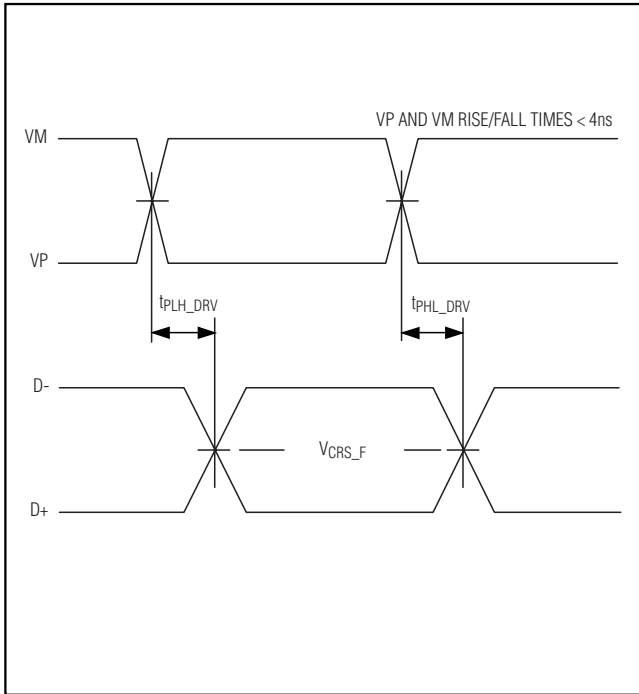 VP AND VM RISE/FALL TIMES < 4ns
VM
VP
tPLH_DRV
tPHL_DRV
D-
VCRS_F
D+